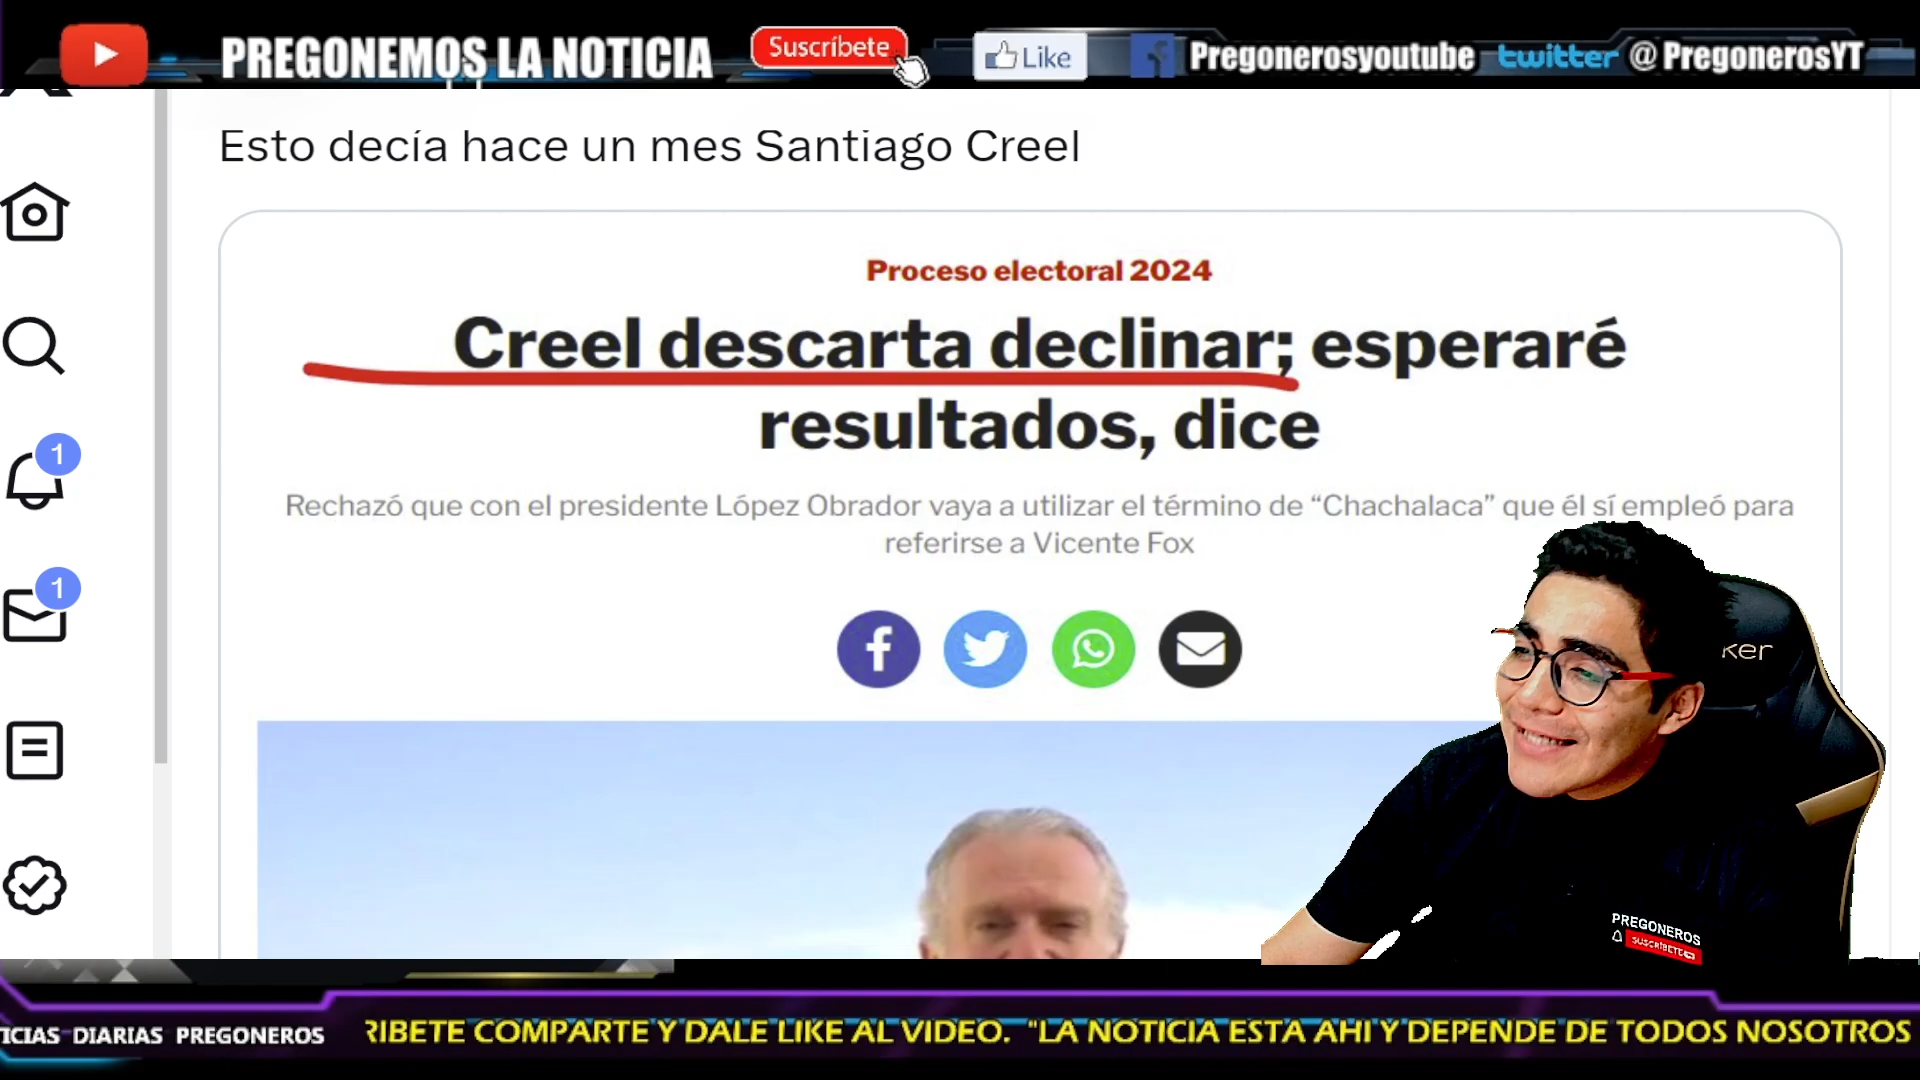 PREGONEMOS LA NOTICIA
Suscríbete
Like
Pregonerosyoutube
twitter @PregonerosYT
Esto decía hace un mes Santiago Creel
Proceso electoral 2024
Creel descarta declinar; esperaré
resultados, dice
Rechazó que con el presidente López Obrador vaya a utilizar el término de “Chachalaca” que él sí empleó para
referirse a Vicente Fox
1
1
ker
PREGONEROS
SUSCRÍBETE
ICIAS DIARIAS PREGONEROS
RIBETE COMPARTE Y DALE LIKE AL VIDEO. "LA NOTICIA ESTA AHI Y DEPENDE DE TODOS NOSOTROS